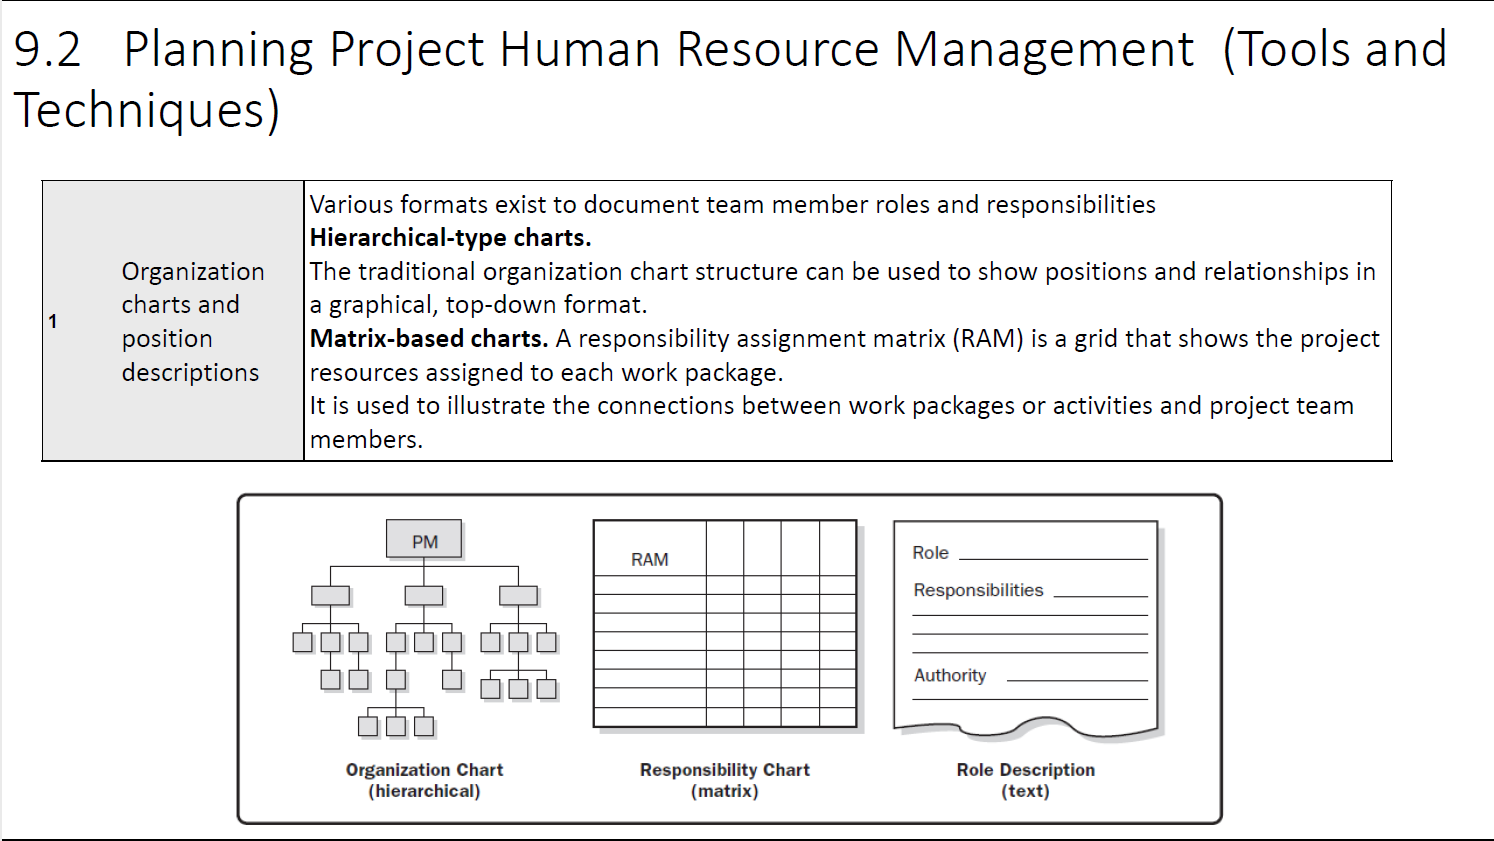 9.2 Planning Project Human Resource Management (Tools and
Techniques)
1
Organization
charts and
position
descriptions
Various formats exist to document team member roles and responsibilities
Hierarchical-type charts.
The traditional organization chart structure can be used to show positions and relationships in
a graphical, top-down format.
Matrix-based charts. A responsibility assignment matrix (RAM) is a grid that shows the project
resources assigned to each work package.
It is used to illustrate the connections between work packages or activities and project team
members.
PM
RAM
Role
Responsibilities
Authority
Organization Chart
(hierarchical)
Responsibility Chart
(matrix)
Role Description
(text)